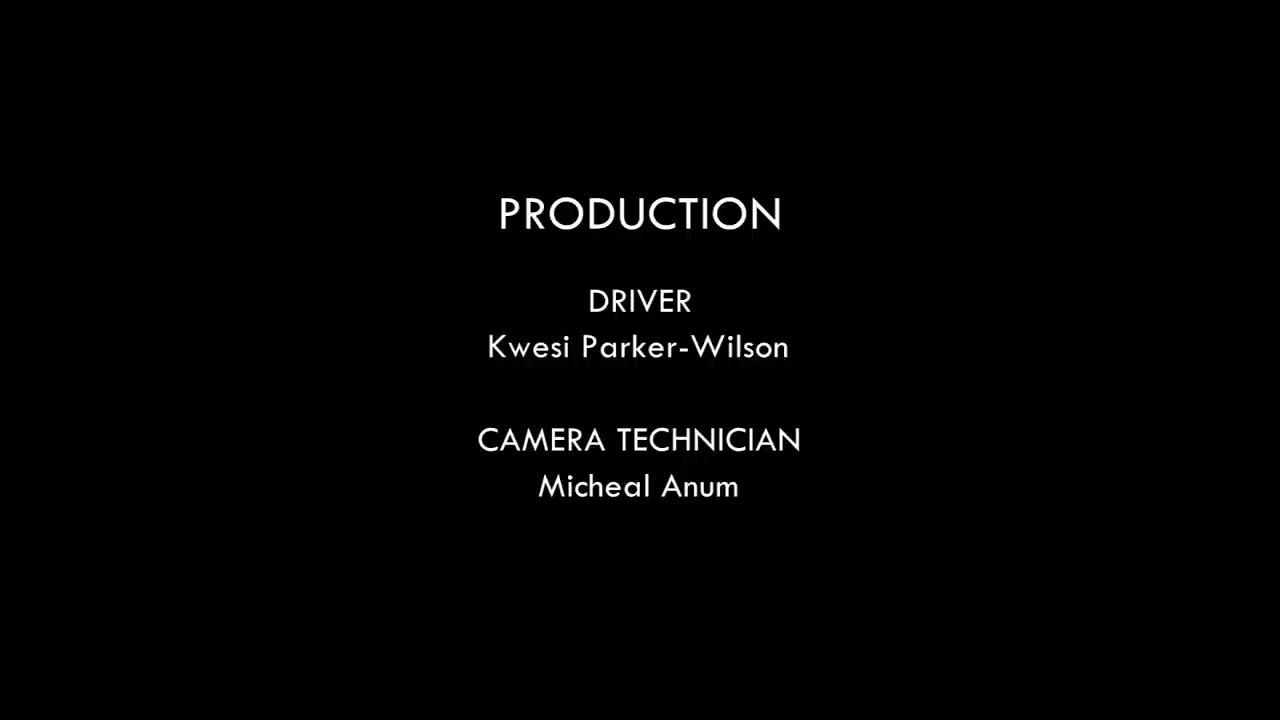 PRODUCTION
DRIVER
Kwesi Parker-Wilson
CAMERA TECHNICIAN
Micheal Anum